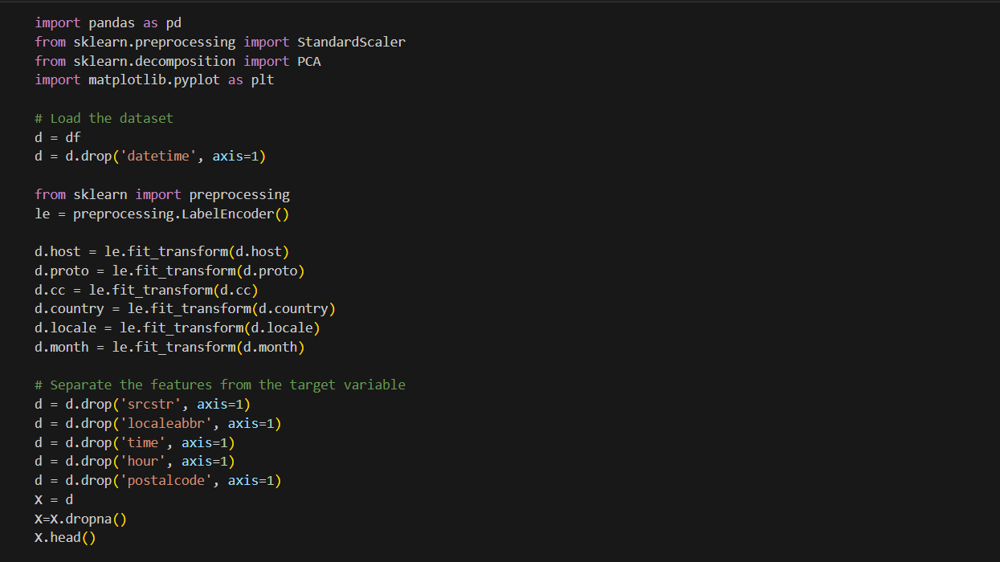 import pandas as pd
from sklearn.preprocessing import StandardScaler
from sklearn.decomposition import PCA
import matplotlib.pyplot as plt
# Load the dataset
d = df
d = d.drop('datetime', axis=1)
from sklearn import preprocessing
le = preprocessing.LabelEncoder()
d.host = le.fit_transform(d.host)
d.proto = le.fit_transform(d.proto)
d.cc = le.fit_transform(d.cc)
d.country = le.fit_transform(d.country)
d.locale = le.fit_transform(d.locale)
d.month = le.fit_transform(d.month)
# Separate the features from the target variable
d = d.drop('srcstr', axis=1)
d = d.drop('localeabbr', axis=1)
d = d.drop('time', axis=1)
d = d.drop('hour', axis=1)
d = d.drop('postalcode', axis=1)
X = d
X=X.dropna()
X.head()